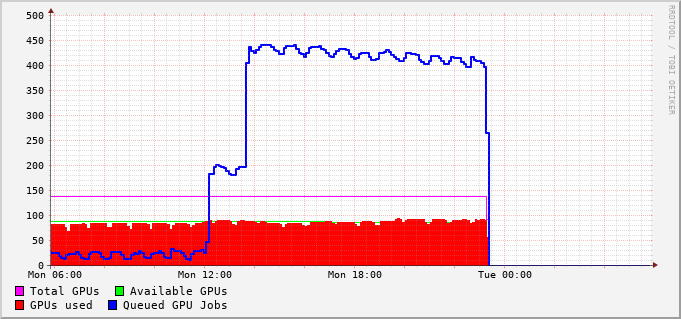 500
450
400
350
300
250
200
150
100
50
0
Mon 06:00 Mon 12:00 Mon 18:00 Tue 00:00
Total GPUs Available GPUs
GPUs used Queued GPU Jobs
RRDTOOL / TOBI OETIKER